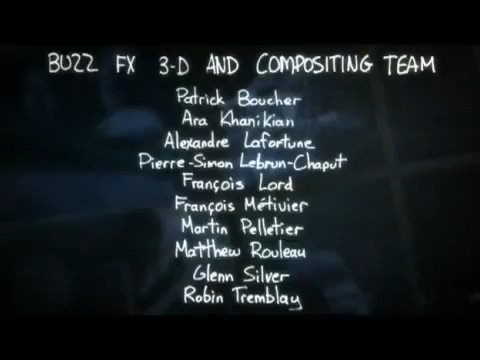 BUZZ FX 3-D AND COMPOSITING TEAM
Patrick Boucher
Ara Khanikian
Alexandre Lafortune
Pierre-Simon Lebrun-Chaput
François Lord
François Métivier
Martin Pelletier
Matthew Rouleau
Glenn Silver
Robin Tremblay